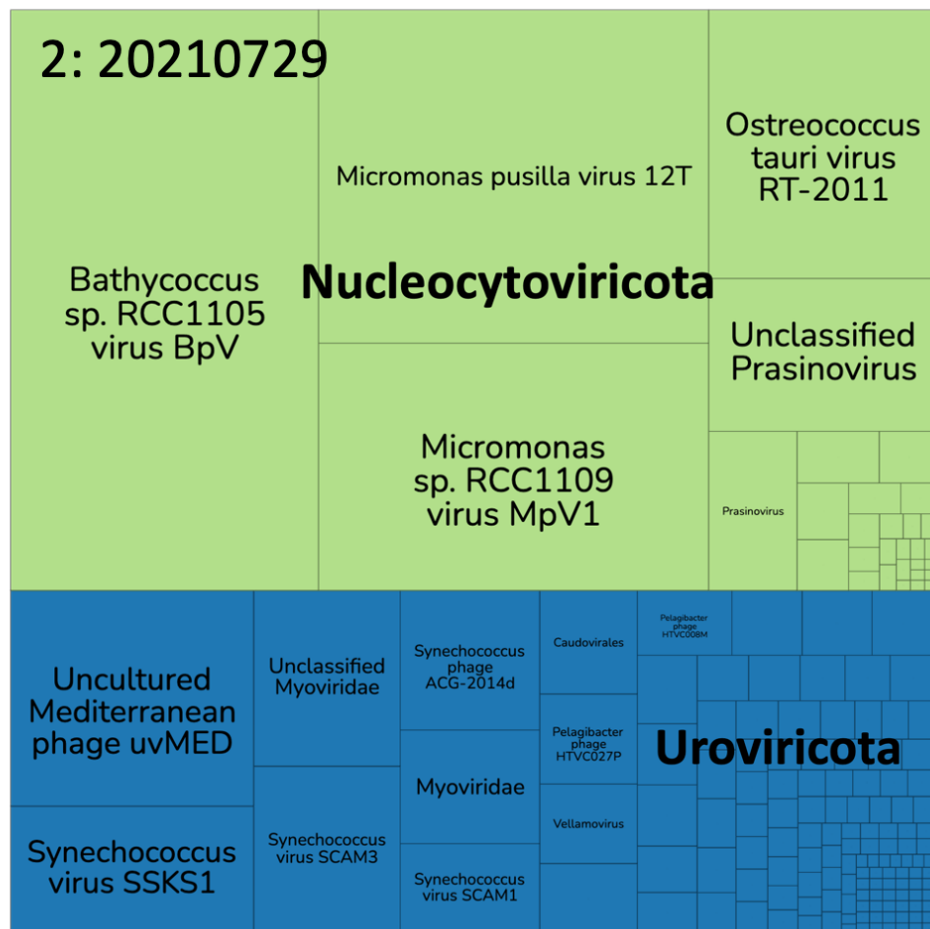 2: 20210729
Micromonas pusilla virus 12T
Ostreococcus
tauri virus
RT-2011
Bathycoccus
sp. RCC1105
virus BpV
Nucleocytoviricota
Unclassified
Prasinovirus
Micromonas
sp. RCC1109
virus MpV1
Prasinovirus
Uncultured
Mediterranean
phage uvMED
Unclassified
Myoviridae
Synechococcus
phage
ACG-2014d
Caudovirales
Pelagibacter
phage
HTVC008M
Pelagibacter
phage
HTVC027P
Uroviricota
Myoviridae
Synechococcus
virus SSKS1
Synechococcus
virus SCAM3
Vellamovirus
Synechococcus
virus SCAM1